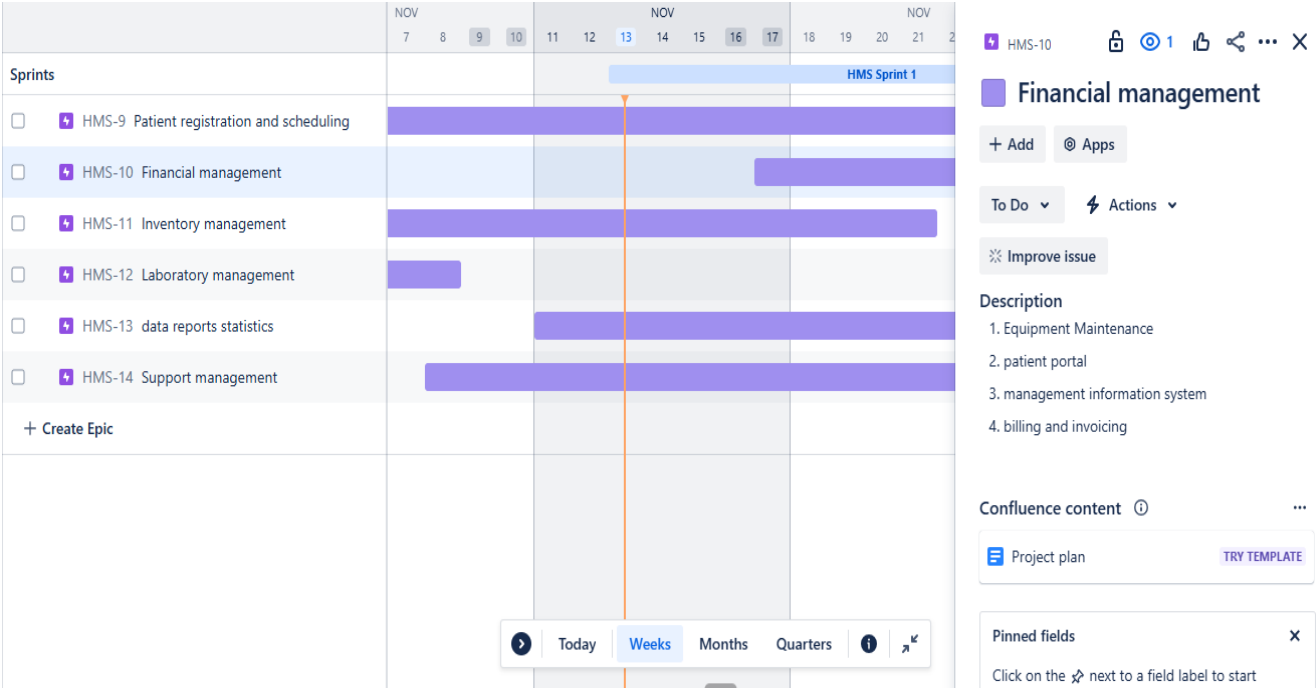 NOV NOV NOV
7 8 9 10 11 12 13 14 15 16 17 18 19 20 21 2
Sprints
HMS Sprint 1
HMS-9 Patient registration and scheduling
HMS-10 Financial management
HMS-11 Inventory management
HMS-12 Laboratory management
HMS-13 data reports statistics
HMS-14 Support management
+ Create Epic
Today Weeks Months Quarters
HMS-10
1
Financial management
+ Add
Apps
To Do
Actions
Improve issue
Description
1. Equipment Maintenance
2. patient portal
3. management information system
4. billing and invoicing
Confluence content
Project plan
TRY TEMPLATE
Pinned fields
Click on the next to a field label to start